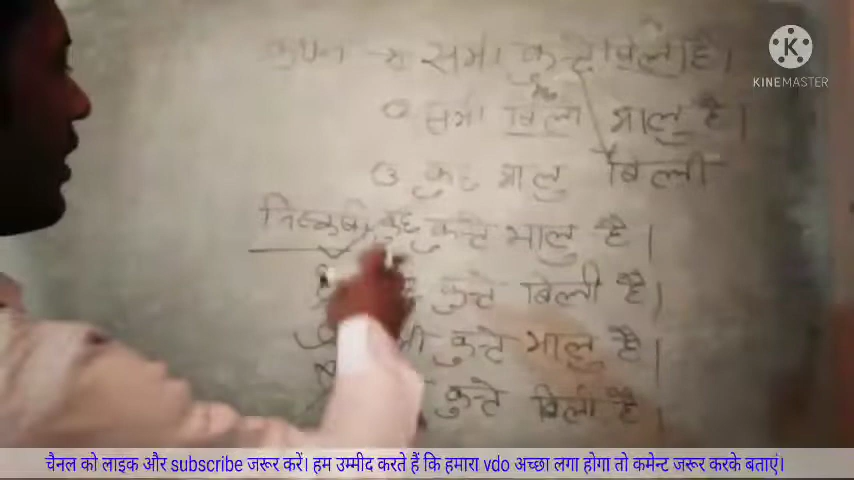 कथन → सभी कुत्ते बिल्ली है।
सभी बिल्ली भालु है।
कुछ भालु बिल्ली
निष्कर्ष कुछ कुत्ते भालु है।
कुत्ते बिल्ली है।
कुत्ते भालु है।
कुत्ते बिल्ली है।
KINEMASTER
चैनल को लाइक और subscribe जरूर करें। हम उम्मीद करते हैं कि हमारा vdo अच्छा लगा होगा तो कमेन्ट जरूर करके बताएं।